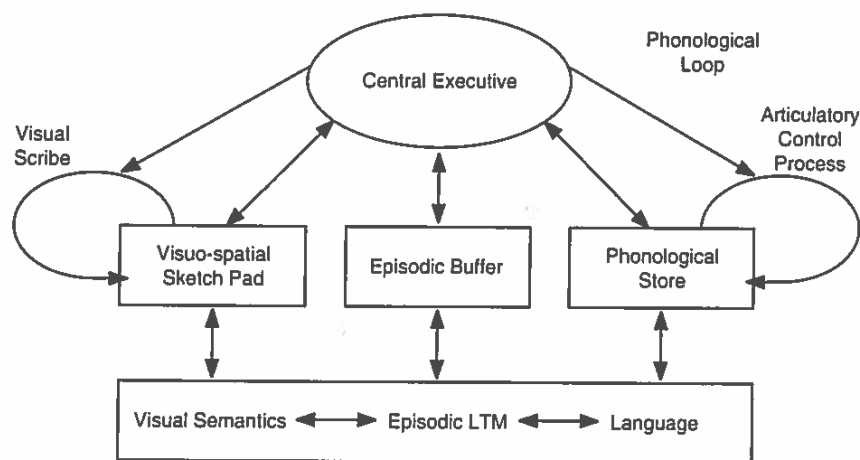 Phonological
Loop
Central Executive
Visual
Scribe
Articulatory
Control
Process
Visuo-spatial
Sketch Pad
Episodic Buffer
Phonological
Store
Visual Semantics
Episodic LTM
Language